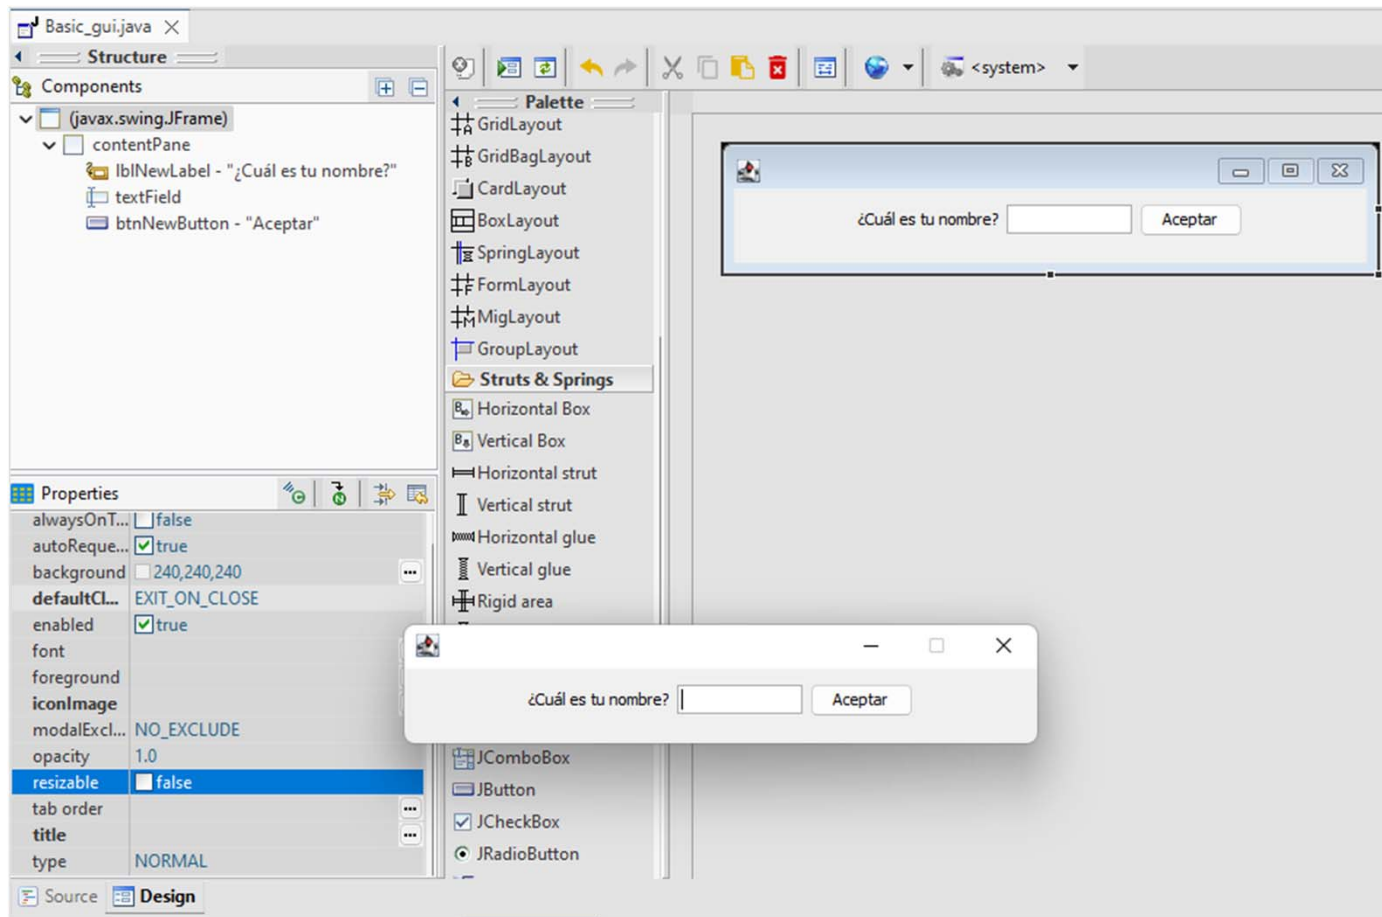 Basic_gui.java
Structure
Components
(javax.swing.JFrame)
contentPane
lblNewLabel - "¿Cuál es tu nombre?"
textField
btnNewButton - "Aceptar"
Properties
alwaysOnT... false
autoReque... true
background 240,240,240 ...
defaultCl... EXIT_ON_CLOSE
enabled true
font
foreground
iconImage
modalExcl... NO_EXCLUDE
opacity 1.0
resizable false
tab order ...
title ...
type NORMAL
Source Design
<system>
Palette
GridLayout
GridBagLayout
CardLayout
BoxLayout
SpringLayout
FormLayout
MigLayout
GroupLayout
Struts & Springs
Horizontal Box
Vertical Box
Horizontal strut
Vertical strut
Horizontal glue
Vertical glue
Rigid area
JComboBox
JButton
JCheckBox
JRadioButton
¿Cuál es tu nombre? Aceptar
¿Cuál es tu nombre? Aceptar